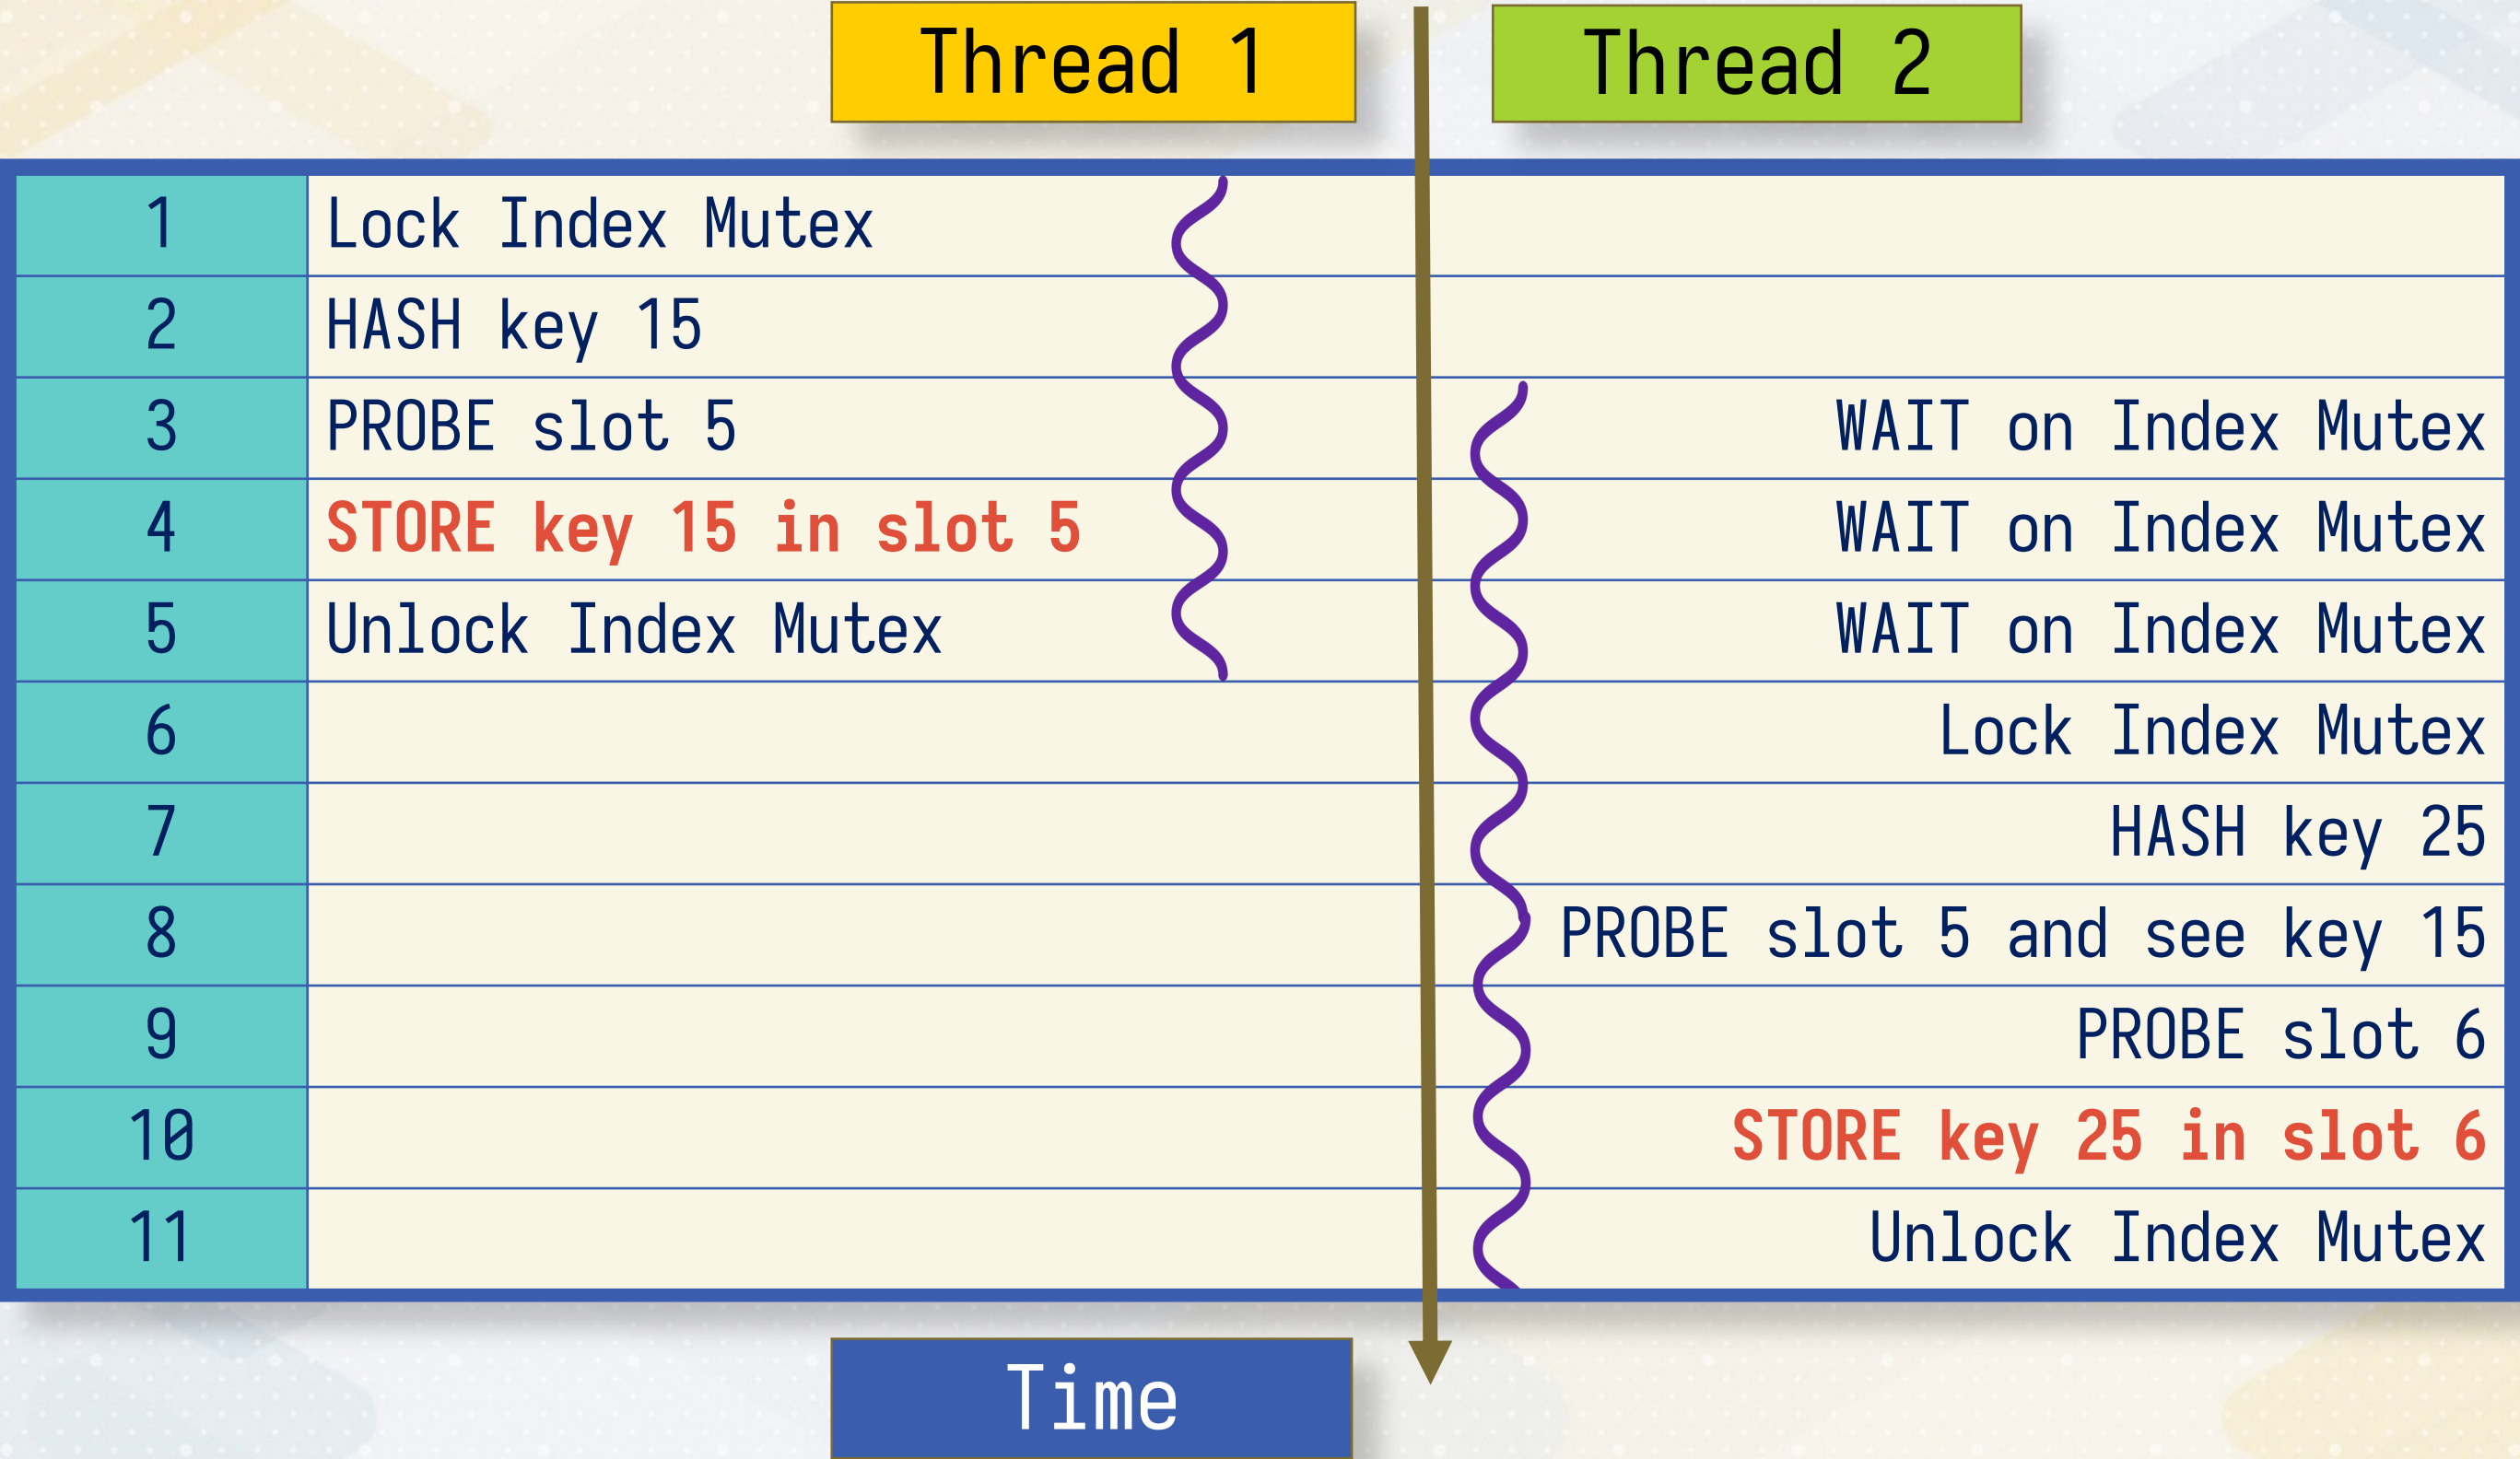 Thread 1 Thread 2
1 Lock Index Mutex
2 HASH key 15
3 PROBE slot 5 WAIT on Index Mutex
4 STORE key 15 in slot 5 WAIT on Index Mutex
5 Unlock Index Mutex WAIT on Index Mutex
6 Lock Index Mutex
7 HASH key 25
8 PROBE slot 5 and see key 15
9 PROBE slot 6
10 STORE key 25 in slot 6
11 Unlock Index Mutex
Time